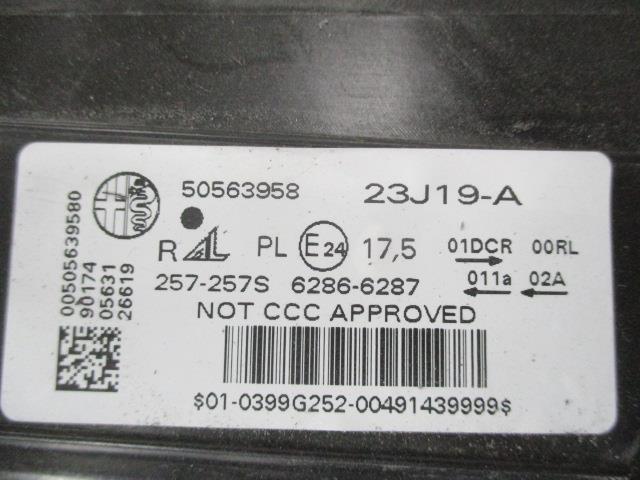 50563958 23J19-A
R AL PL E24 17,5 01DCR 00RL
257-257S 6286-6287 011a 02A
NOT CCC APPROVED
$01-0399G252-00491439999$
00505639580
90174
05631
26619